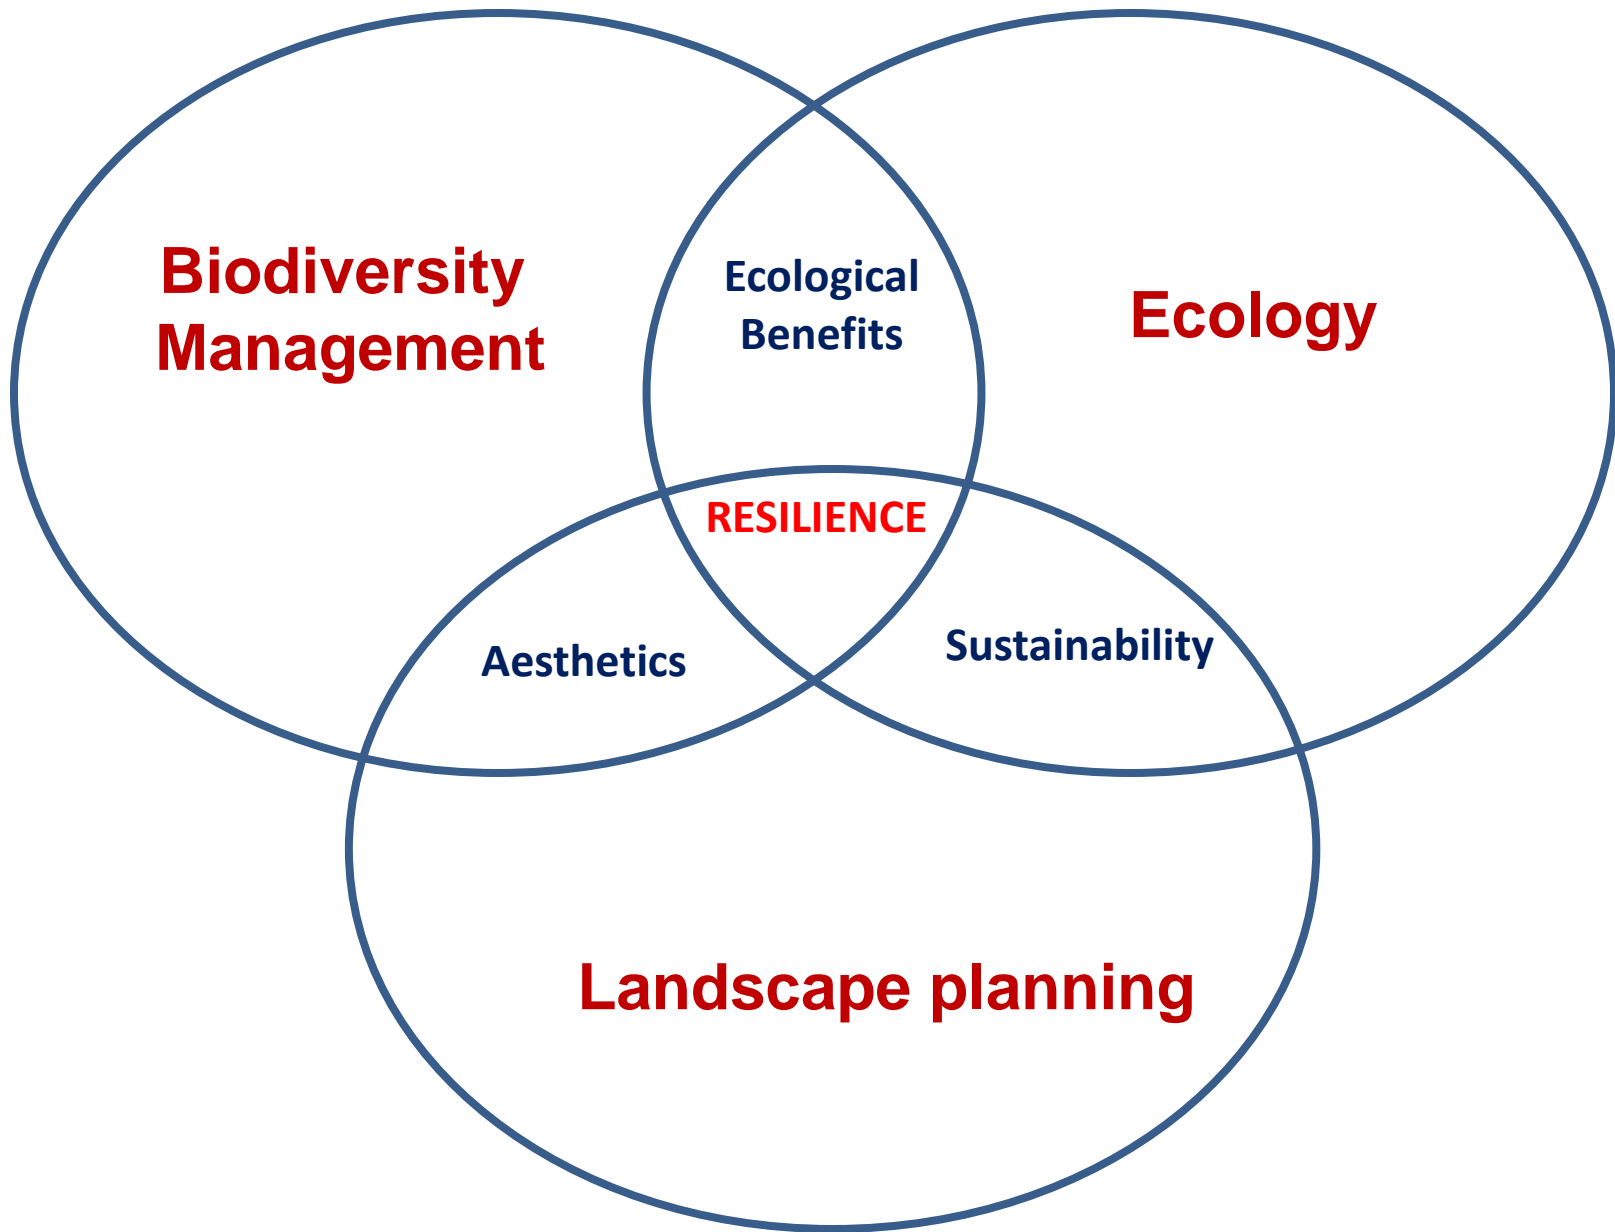 Biodiversity
Management
Ecological
Benefits
Ecology
RESILIENCE
Aesthetics
Sustainability
Landscape planning